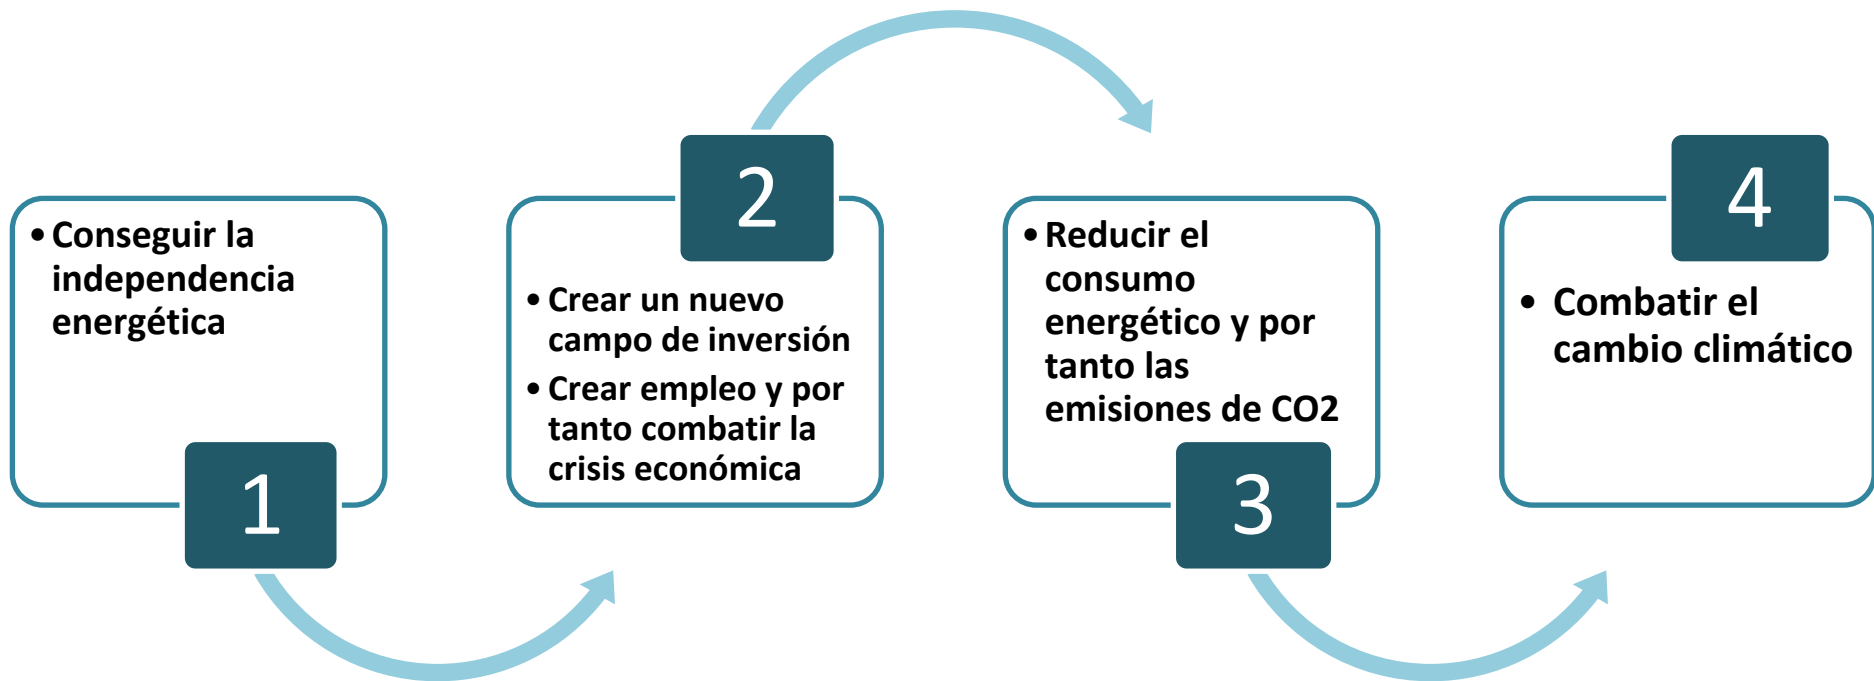 • Conseguir la
independencia
energética
1
2
• Crear un nuevo
campo de inversión
• Crear empleo y por
tanto combatir la
crisis económica
• Reducir el
consumo
energético y por
tanto las
emisiones de CO2
3
4
• Combatir el
cambio climático